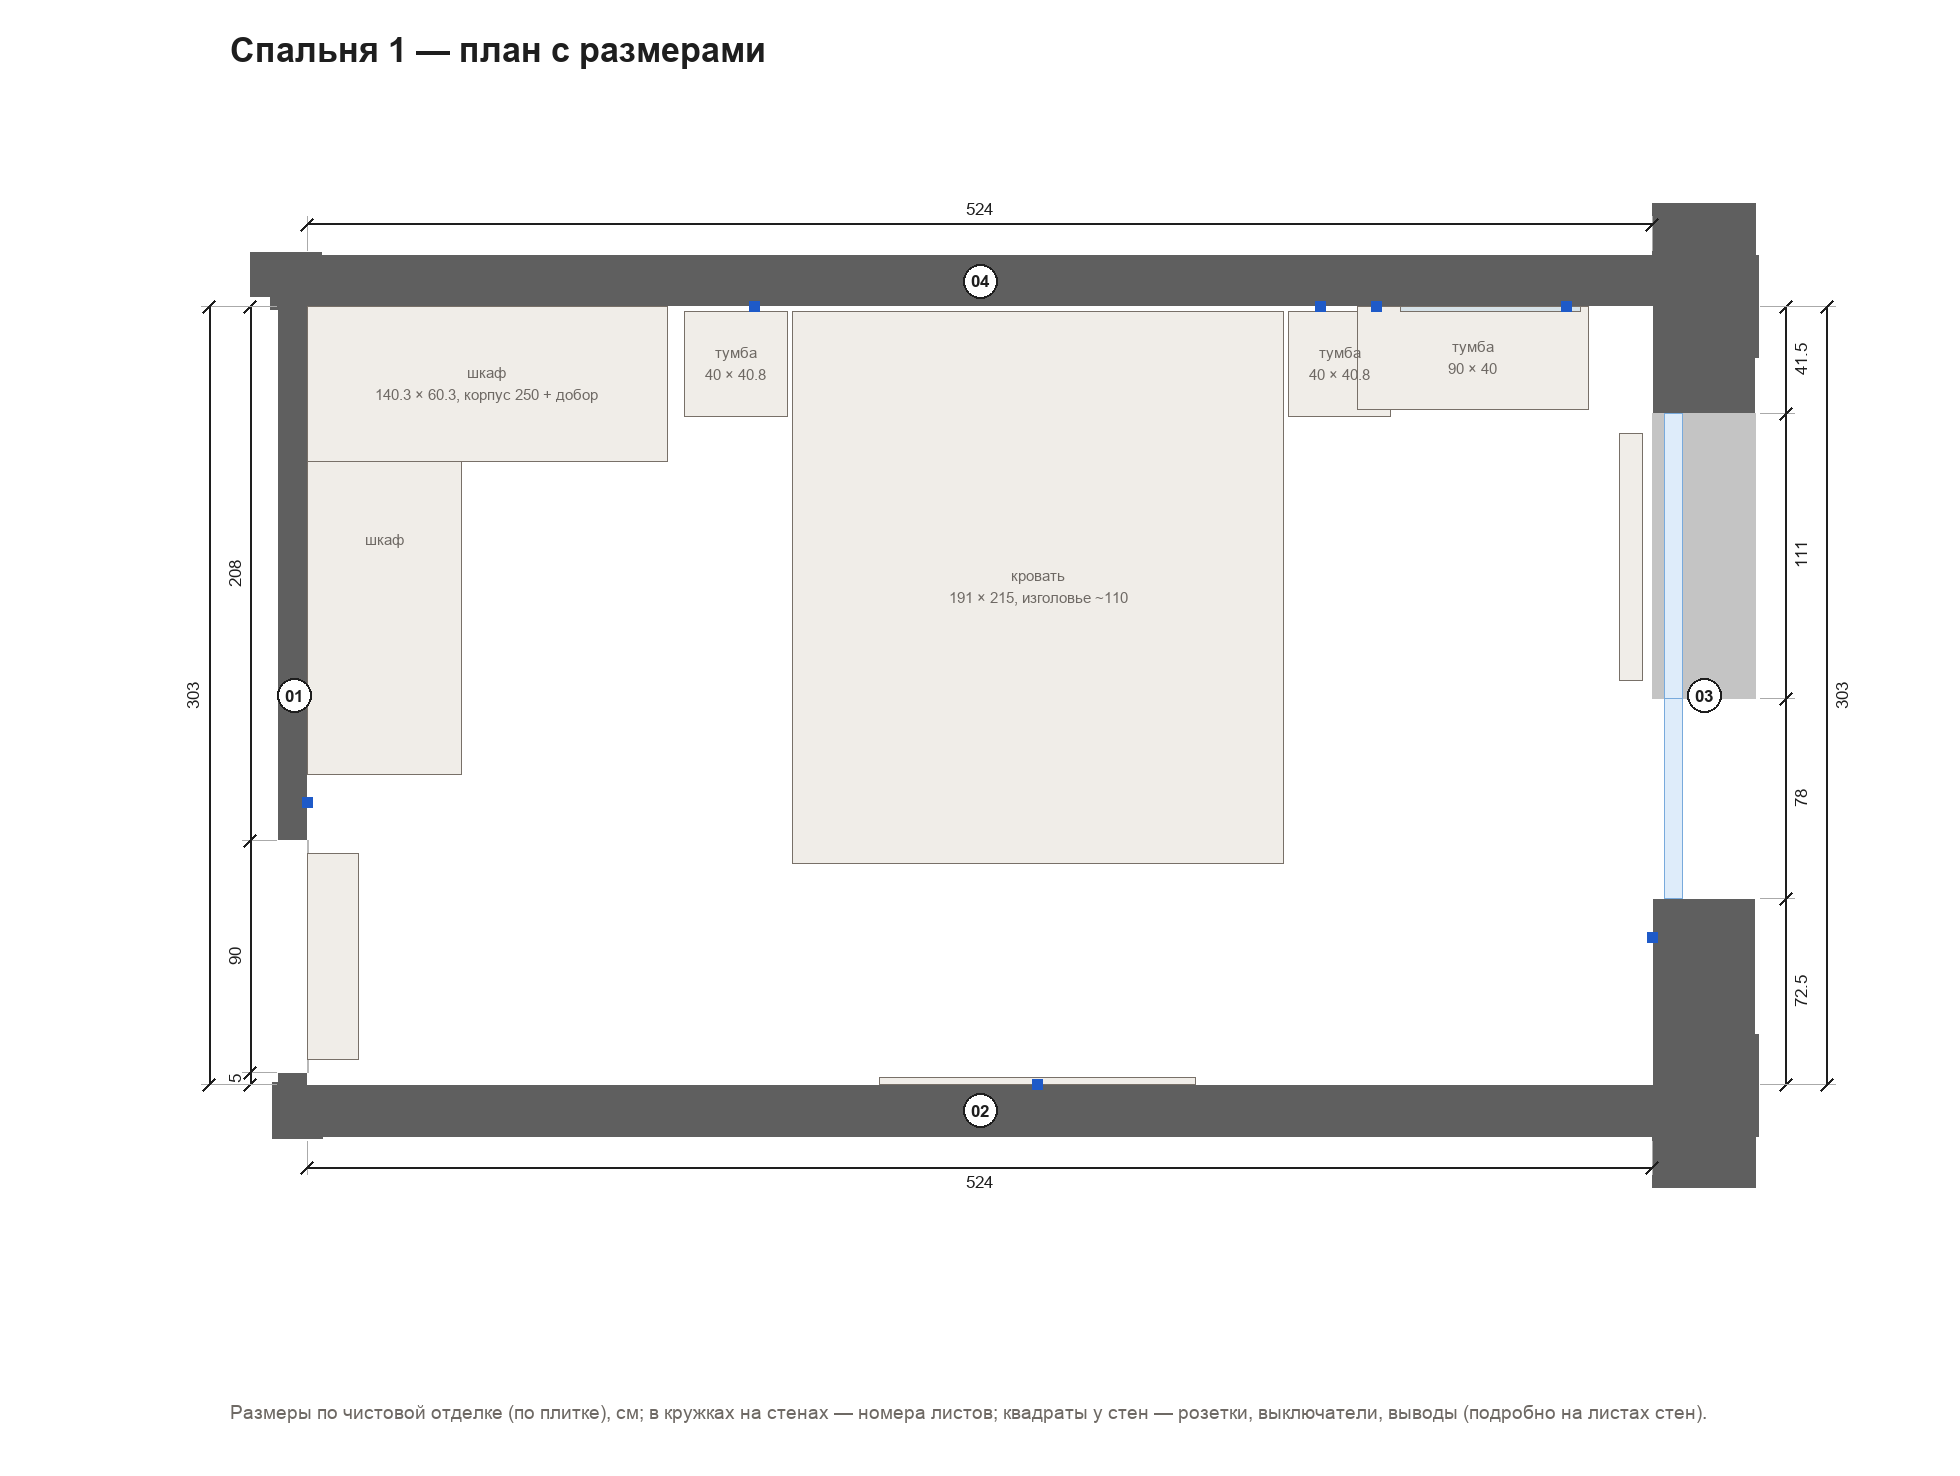 Спальня 1 — план с размерами
524
04
тумба
40 × 40.8
тумба
40 × 40.8
тумба
90 × 40
шкаф
140.3 × 60.3, корпус 250 + добор
41.5
шкаф
208
111
кровать
191 × 215, изголовье ~110
303
01
03
303
78
90
72.5
5
02
524
Размеры по чистовой отделке (по плитке), см; в кружках на стенах — номера листов; квадраты у стен — розетки, выключатели, выводы (подробно на листах стен).